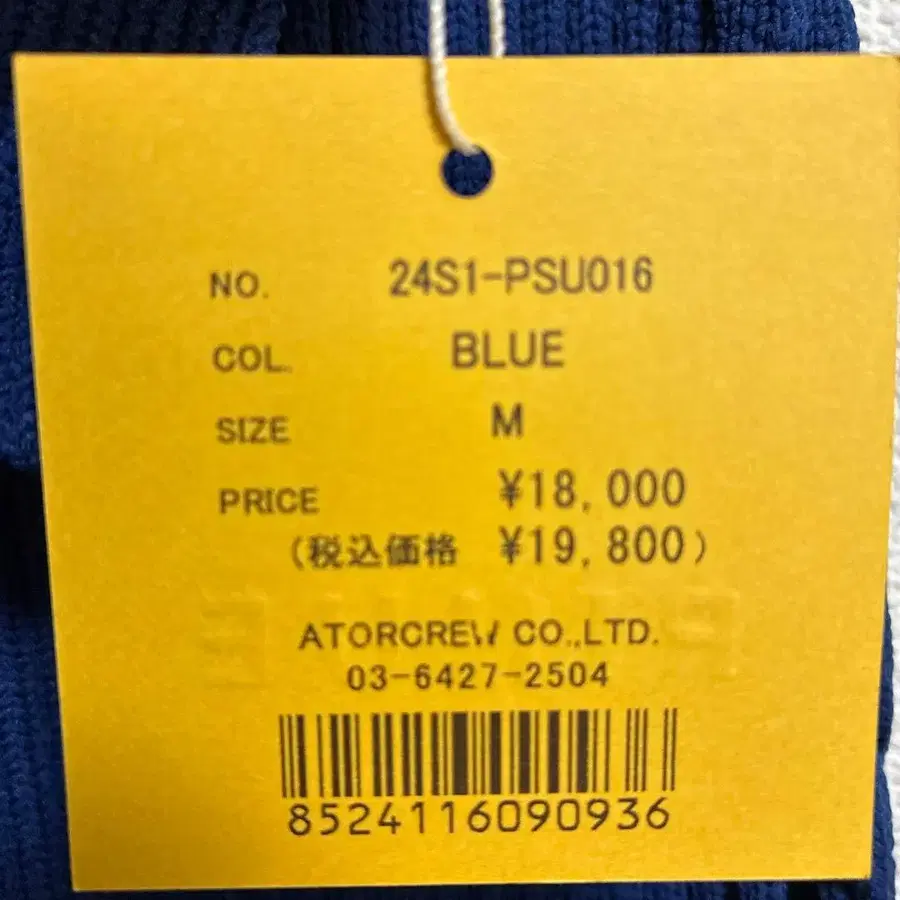 NO. 24S1-PSU016
COL. BLUE
SIZE M
PRICE ¥18,000
(税込価格 ¥19,800)
ATORCREW CO.,LTD.
03-6427-2504
8524116090936